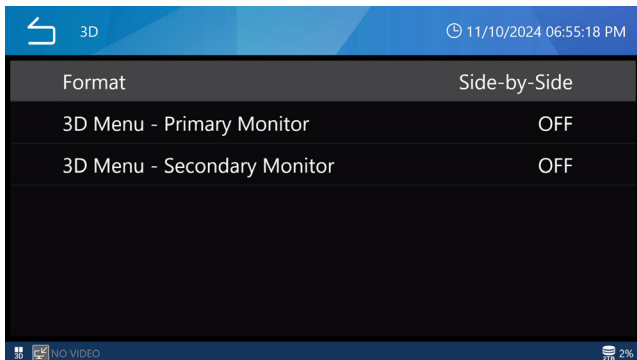 3D 11/10/2024 06:55:18 PM
Format Side-by-Side
3D Menu - Primary Monitor OFF
3D Menu - Secondary Monitor OFF
3D NO VIDEO 2TB 2%